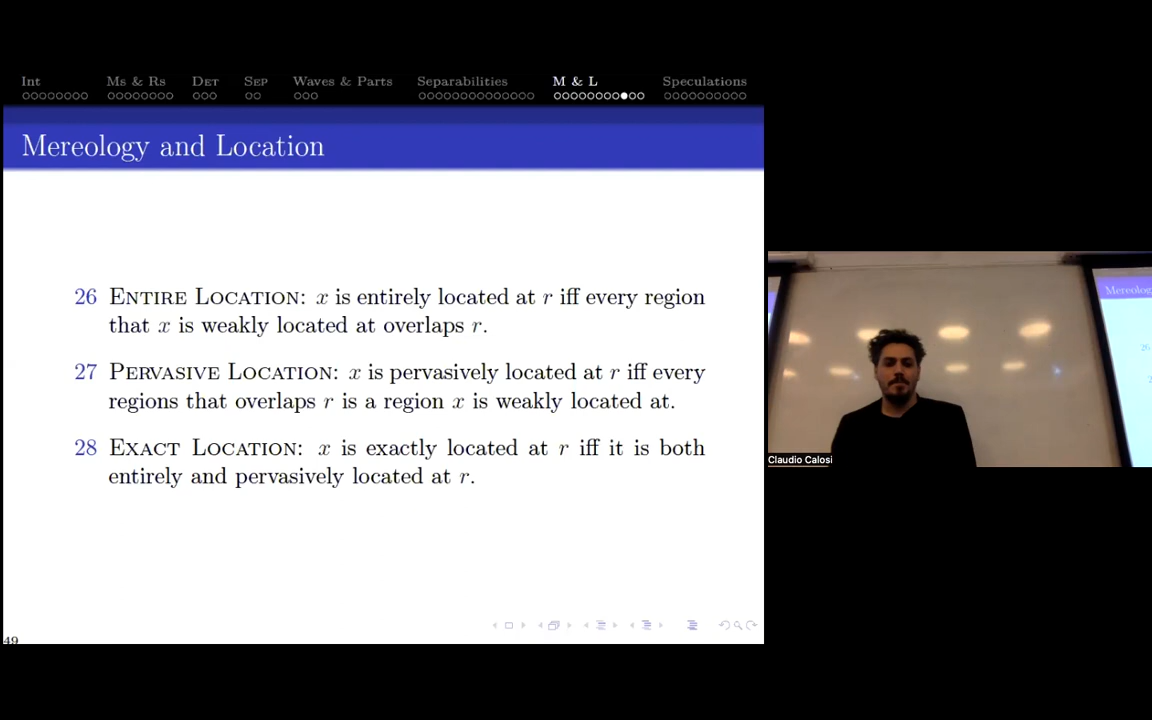 Int Ms & Rs Det Sep Waves & Parts Separabilities M & L Speculations
Mereology and Location
26 Entire Location: x is entirely located at r iff every region
that x is weakly located at overlaps r.
27 Pervasive Location: x is pervasively located at r iff every
regions that overlaps r is a region x is weakly located at.
28 Exact Location: x is exactly located at r iff it is both
entirely and pervasively located at r.
49
Claudio Calosi